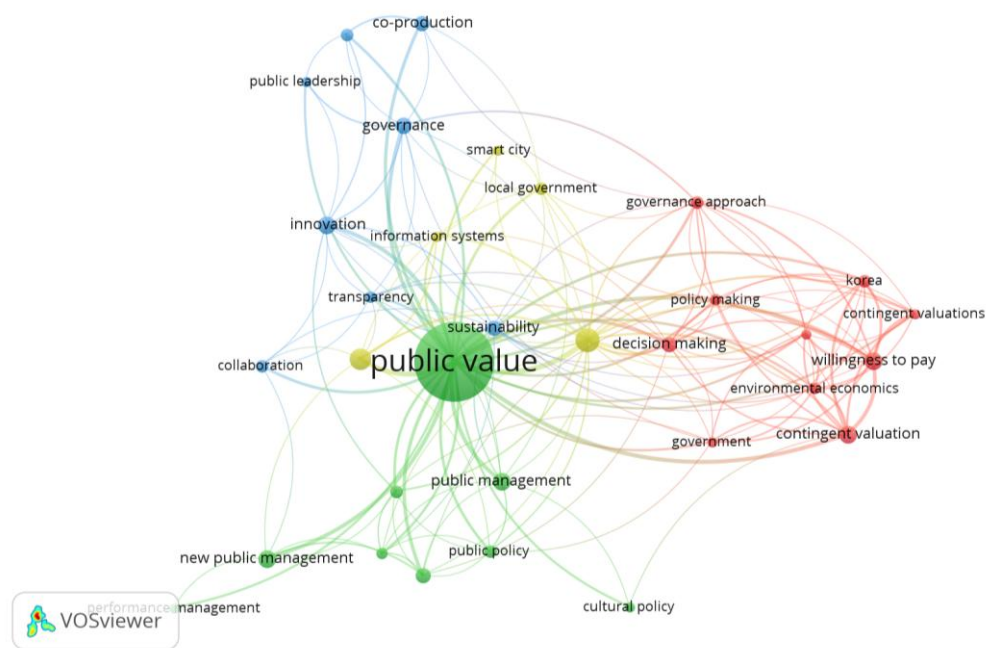 co-production
public leadership
governance
smart city
local government
governance approach
innovation
information systems
korea
transparency
policy making
contingent valuations
sustainability
decision making
public value
willingness to pay
collaboration
environmental economics
contingent valuation
government
public management
public policy
new public management
performance management
cultural policy
VOSviewer